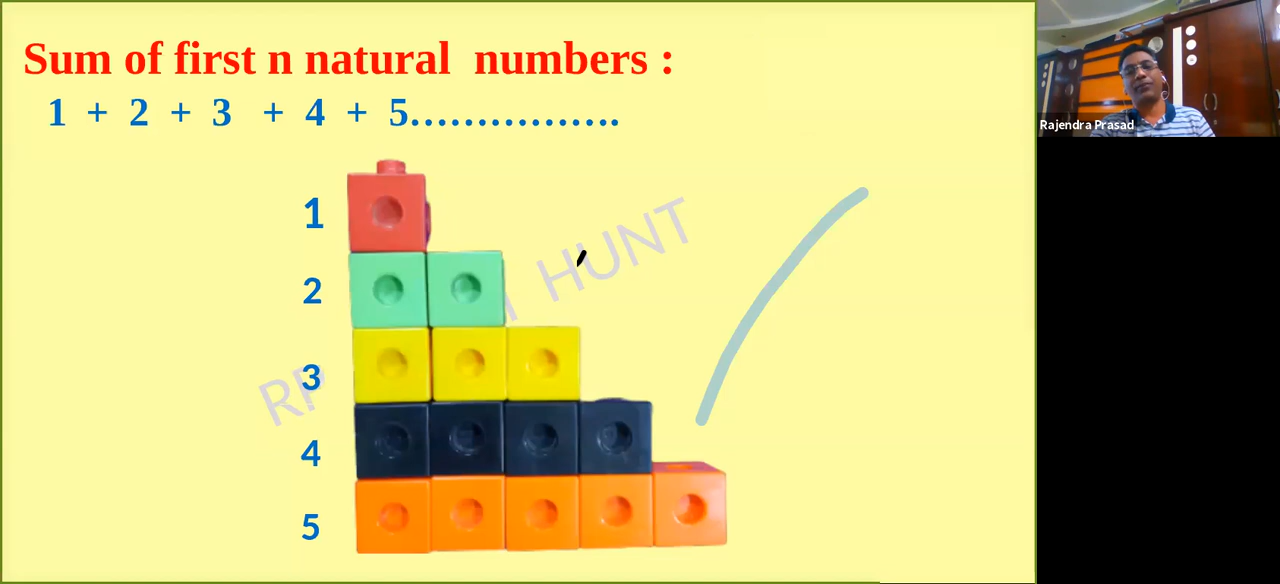 Sum of first n natural numbers :
1 + 2 + 3 + 4 + 5................
1
2
3
4
5
HUNT
Rajendra Prasad